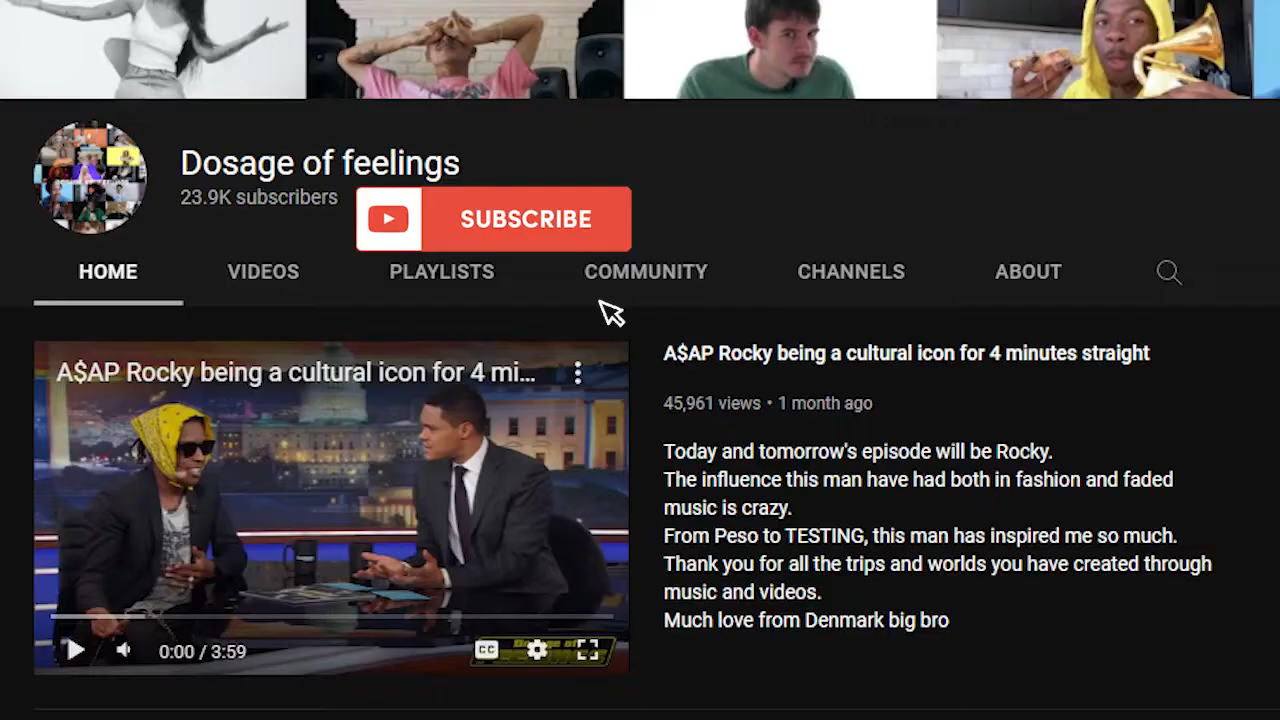 Dosage of feelings
23.9K subscribers
SUBSCRIBE
HOME VIDEOS PLAYLISTS COMMUNITY CHANNELS ABOUT
A$AP Rocky being a cultural icon for 4 mi...
0:00 / 3:59
CC
Dosage of
A$AP Rocky being a cultural icon for 4 minutes straight
45,961 views • 1 month ago
Today and tomorrow's episode will be Rocky.
The influence this man have had both in fashion and faded
music is crazy.
From Peso to TESTING, this man has inspired me so much.
Thank you for all the trips and worlds you have created through
music and videos.
Much love from Denmark big bro